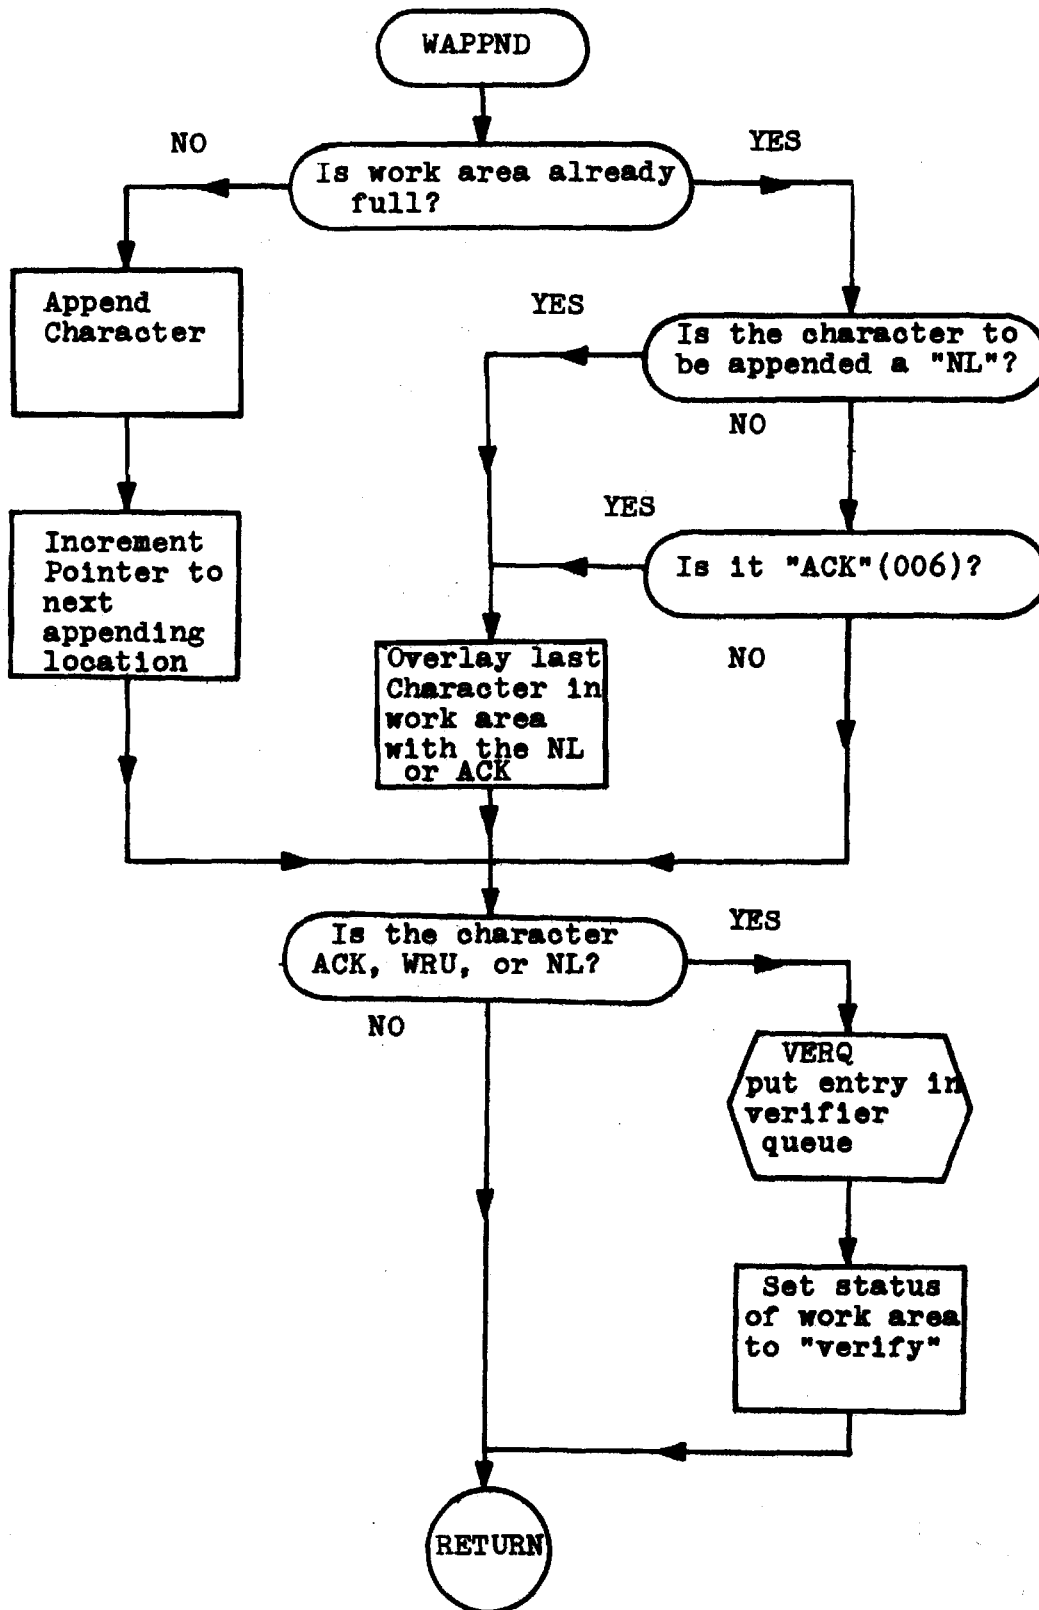 WAPPND
NO
YES
Is work area already
full?
Append
Character
YES
Is the character to
be appended a "NL"?
NO
YES
Increment
Pointer to
next
appending
location
Is it "ACK"(006)?
NO
Overlay last
Character in
work area
with the NL
or ACK
YES
Is the character
ACK, WRU, or NL?
NO
VERQ
put entry in
verifier
queue
Set status
of work area
to "verify"
RETURN